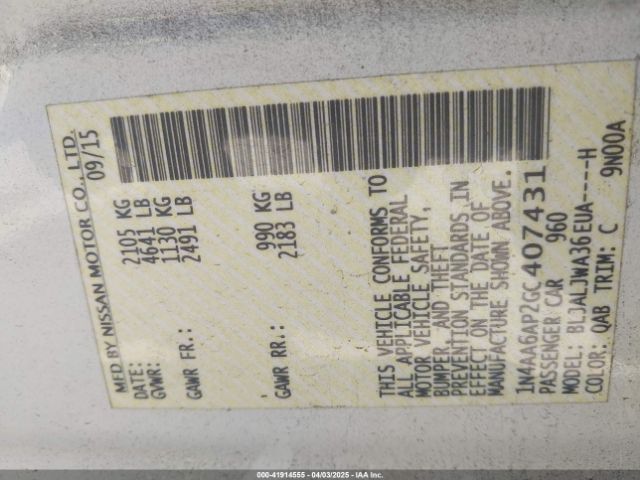 MFD BY NISSAN MOTOR CO., LTD.
DATE: 09/15
GVWR: 2105 KG
4641 LB
GAWR FR.: 1130 KG
2491 LB
GAWR RR.: 990 KG
2183 LB
THIS VEHICLE CONFORMS TO
ALL APPLICABLE FEDERAL
MOTOR VEHICLE SAFETY,
BUMPER, AND THEFT
PREVENTION STANDARDS IN
EFFECT ON THE DATE OF
MANUFACTURE SHOWN ABOVE.
1N4AA6AP2GC407431
PASSENGER CAR 960
MODEL: BLJALJWA36EUA----H
COLOR: QAB TRIM: C 9N00A
000-41914555 - 04/03/2025 - IAA Inc.